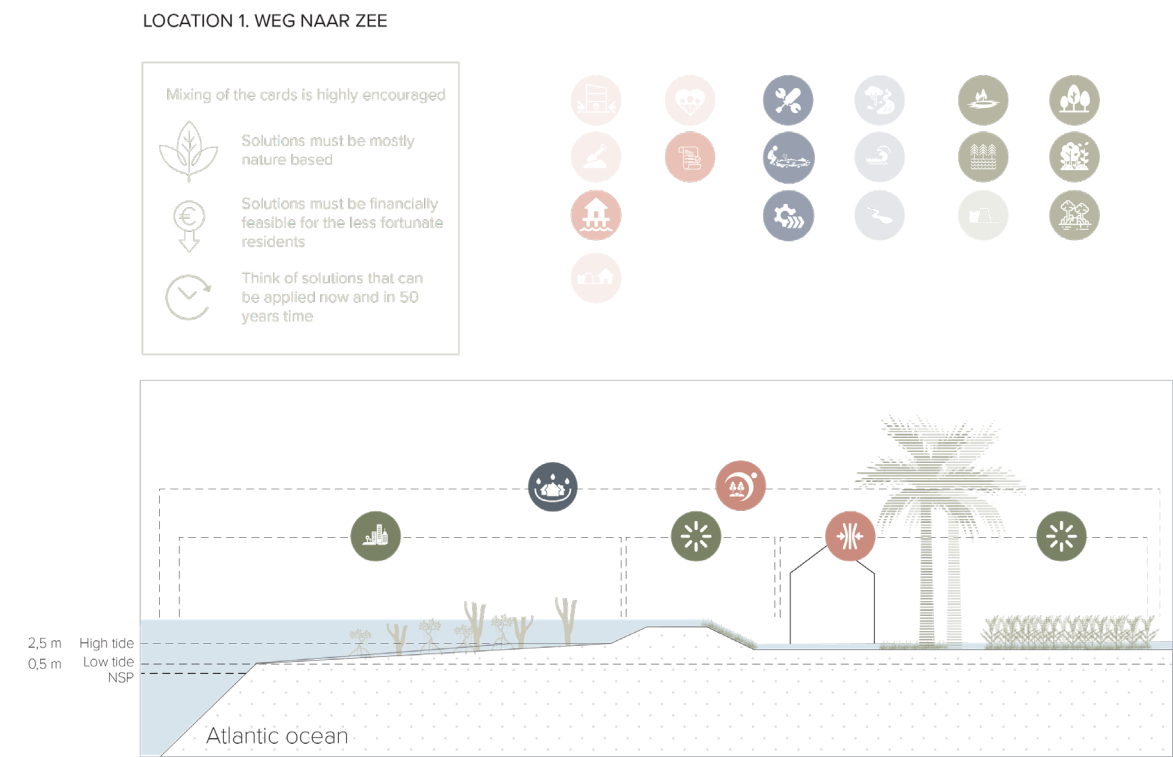 LOCATION 1. WEG NAAR ZEE
Mixing of the cards is highly encouraged
Solutions must be mostly
nature based
€
Solutions must be financially
feasible for the less fortunate
residents
Think of solutions that can
be applied now and in 50
years time
2,5 m High tide
0,5 m Low tide
NSP
Atlantic ocean